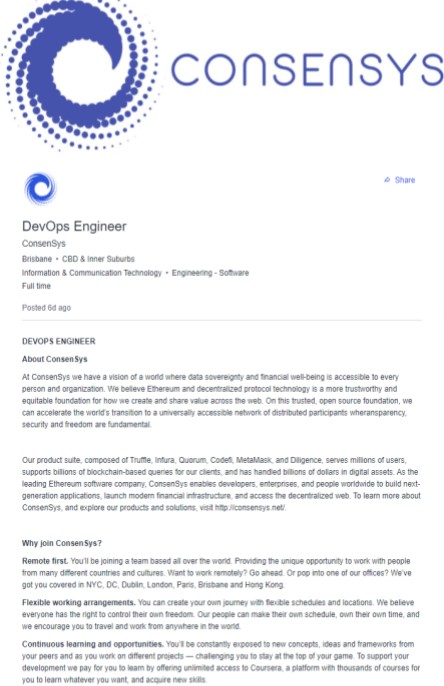 CONSENSYS
Share
DevOps Engineer
ConsenSys
Brisbane • CBD & Inner Suburbs
Information & Communication Technology • Engineering - Software
Full time
Posted 6d ago
DEVOPS ENGINEER
About ConsenSys
At ConsenSys we have a vision of a world where data sovereignty and financial well-being is accessible to every
person and organization. We believe Ethereum and decentralized protocol technology is a more trustworthy and
equitable foundation for how we create and share value across the web. On this trusted, open source foundation, we
can accelerate the world's transition to a universally accessible network of distributed participants wheransparency,
security and freedom are fundamental.
Our product suite, composed of Truffle, Infura, Quorum, Codefi, MetaMask, and Diligence, serves millions of users,
supports billions of blockchain-based queries for our clients, and has handled billions of dollars in digital assets. As the
leading Ethereum software company, ConsenSys enables developers, enterprises, and people worldwide to build next-
generation applications, launch modern financial infrastructure, and access the decentralized web. To learn more about
ConsenSys, and explore our products and solutions, visit http://consensys.net/.
Why join ConsenSys?
Remote first. You'll be joining a team based all over the world. Providing the unique opportunity to work with people
from many different countries and cultures. Want to work remotely? Go ahead. Or pop into one of our offices? We've
got you covered in NYC, DC, Dublin, London, Paris, Brisbane and Hong Kong.
Flexible working arrangements. You can create your own journey with flexible schedules and locations. We believe
everyone has the right to control their own freedom. Our people can make their own schedule, own their own time, and
we encourage you to travel and work from anywhere in the world.
Continuous learning and opportunities. You'll be constantly exposed to new concepts, ideas and frameworks from
your peers and as you work on different projects — challenging you to stay at the top of your game. To support your
development we pay for you to learn by offering unlimited access to Coursera, a platform with thousands of courses for
you to learn whatever you want, and acquire new skills.